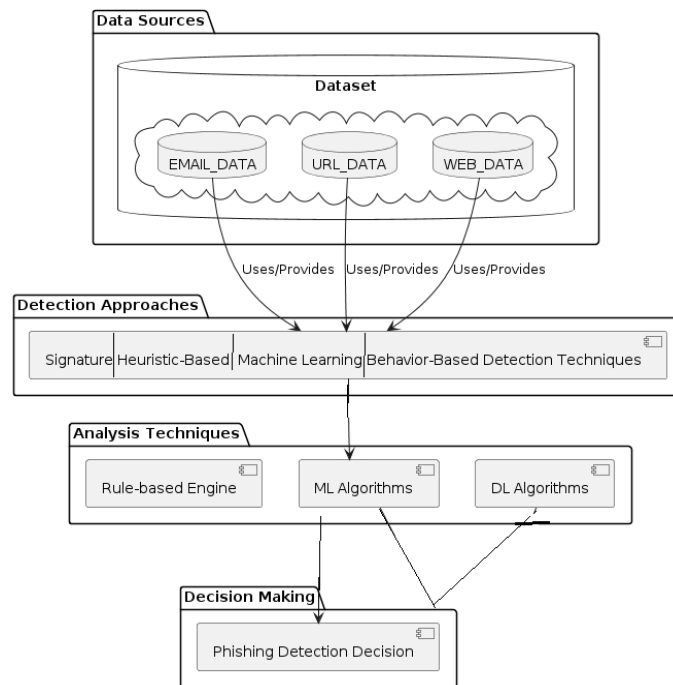 Data Sources
Dataset
EMAIL_DATA URL_DATA WEB_DATA
Uses/Provides Uses/Provides Uses/Provides
Detection Approaches
Signature Heuristic-Based Machine Learning Behavior-Based Detection Techniques
Analysis Techniques
Rule-based Engine ML Algorithms DL Algorithms
Decision Making
Phishing Detection Decision